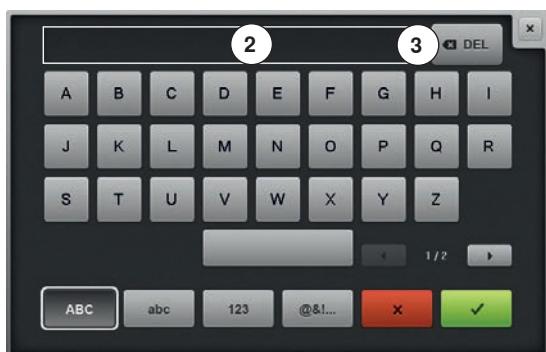 2 3 DEL ×
A B C D E F G H I
J K L M N O P Q R
S T U V W X Y Z
1/2
ABC abc 123 @&!...